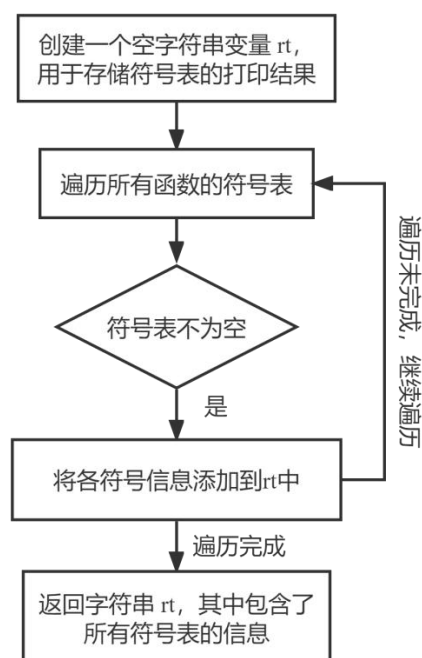 创建一个空字符串变量 rt，
用于存储符号表的打印结果
遍历所有函数的符号表
符号表不为空
是
遍历未完成，继续遍历
将各符号信息添加到rt中
遍历完成
返回字符串 rt，其中包含了
所有符号表的信息